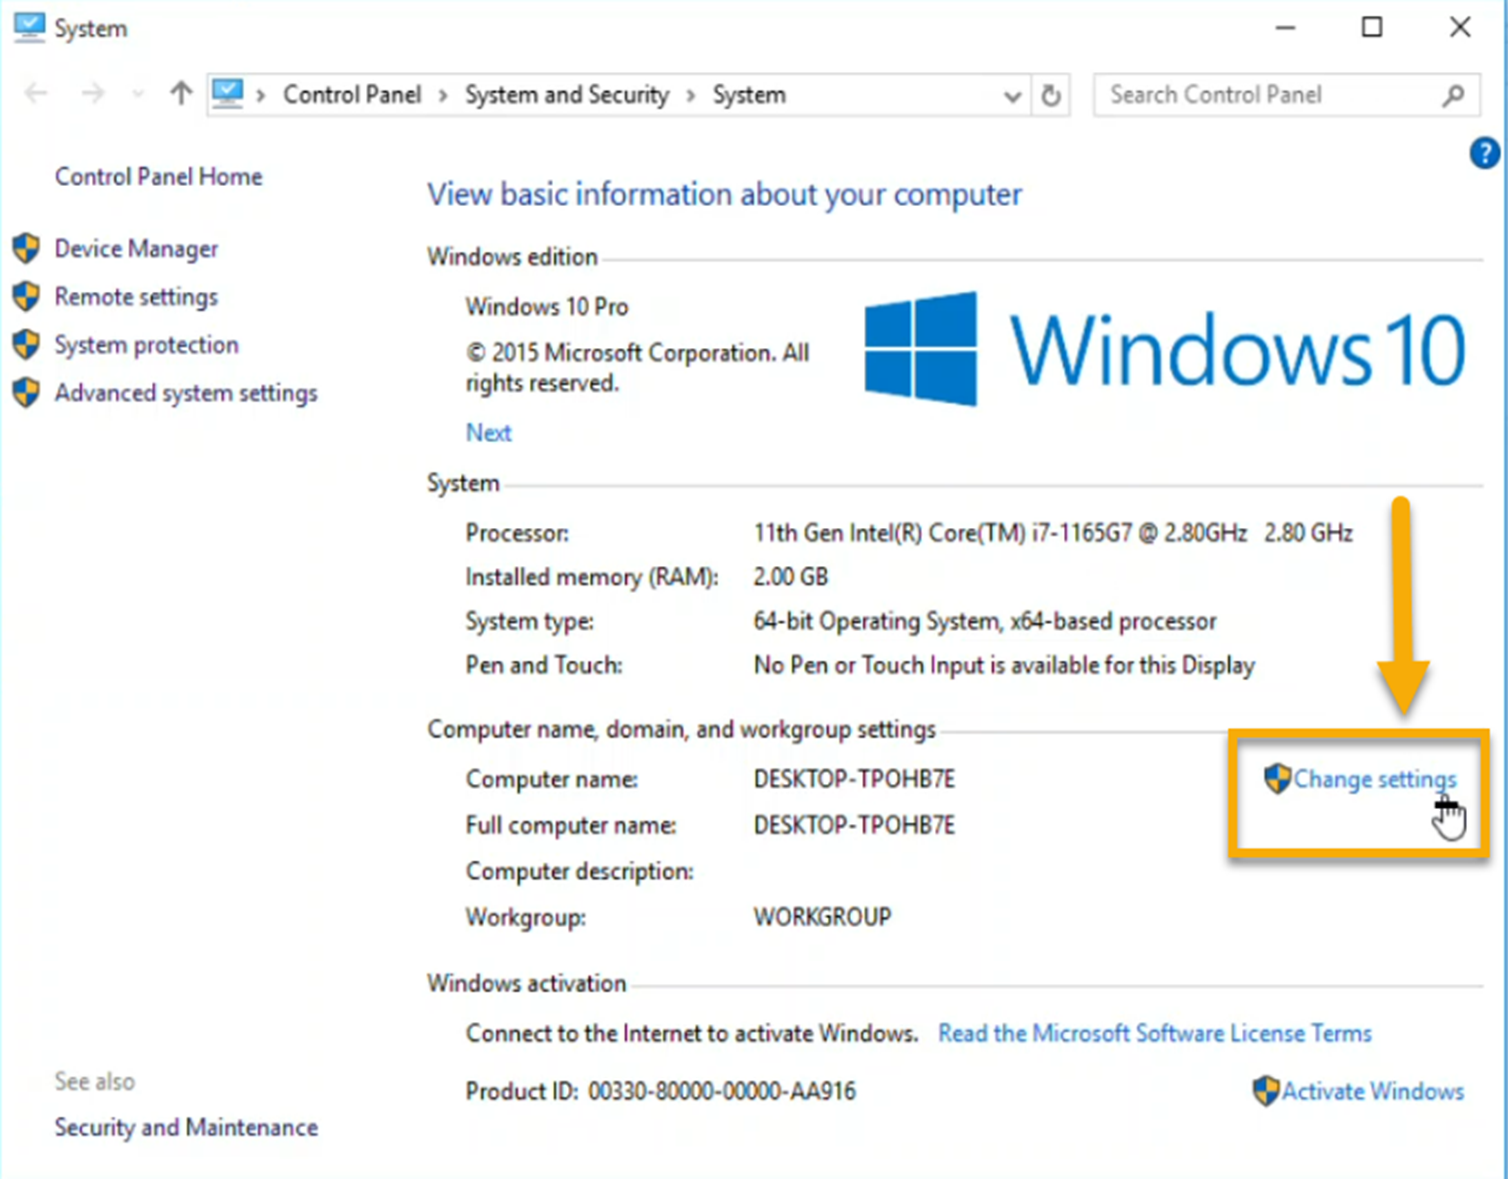 System
Control Panel > System and Security > System
Search Control Panel
?
Control Panel Home
Device Manager
Remote settings
System protection
Advanced system settings
View basic information about your computer
Windows edition
Windows 10 Pro
© 2015 Microsoft Corporation. All
rights reserved.
Next
Windows 10
System
Processor: 11th Gen Intel(R) Core(TM) i7-1165G7 @ 2.80GHz 2.80 GHz
Installed memory (RAM): 2.00 GB
System type: 64-bit Operating System, x64-based processor
Pen and Touch: No Pen or Touch Input is available for this Display
Computer name, domain, and workgroup settings
Computer name: DESKTOP-TPOHB7E
Change settings
Full computer name: DESKTOP-TPOHB7E
Computer description:
Workgroup: WORKGROUP
Windows activation
Connect to the Internet to activate Windows. Read the Microsoft Software License Terms
Product ID: 00330-80000-00000-AA916
Activate Windows
See also
Security and Maintenance